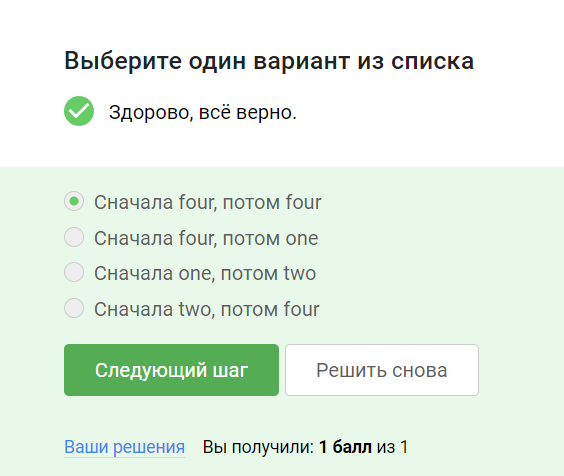 Выберите один вариант из списка
Здорово, всё верно.
Сначала four, потом four
Сначала four, потом one
Сначала one, потом two
Сначала two, потом four
Следующий шаг Решить снова
Ваши решения Вы получили: 1 балл из 1